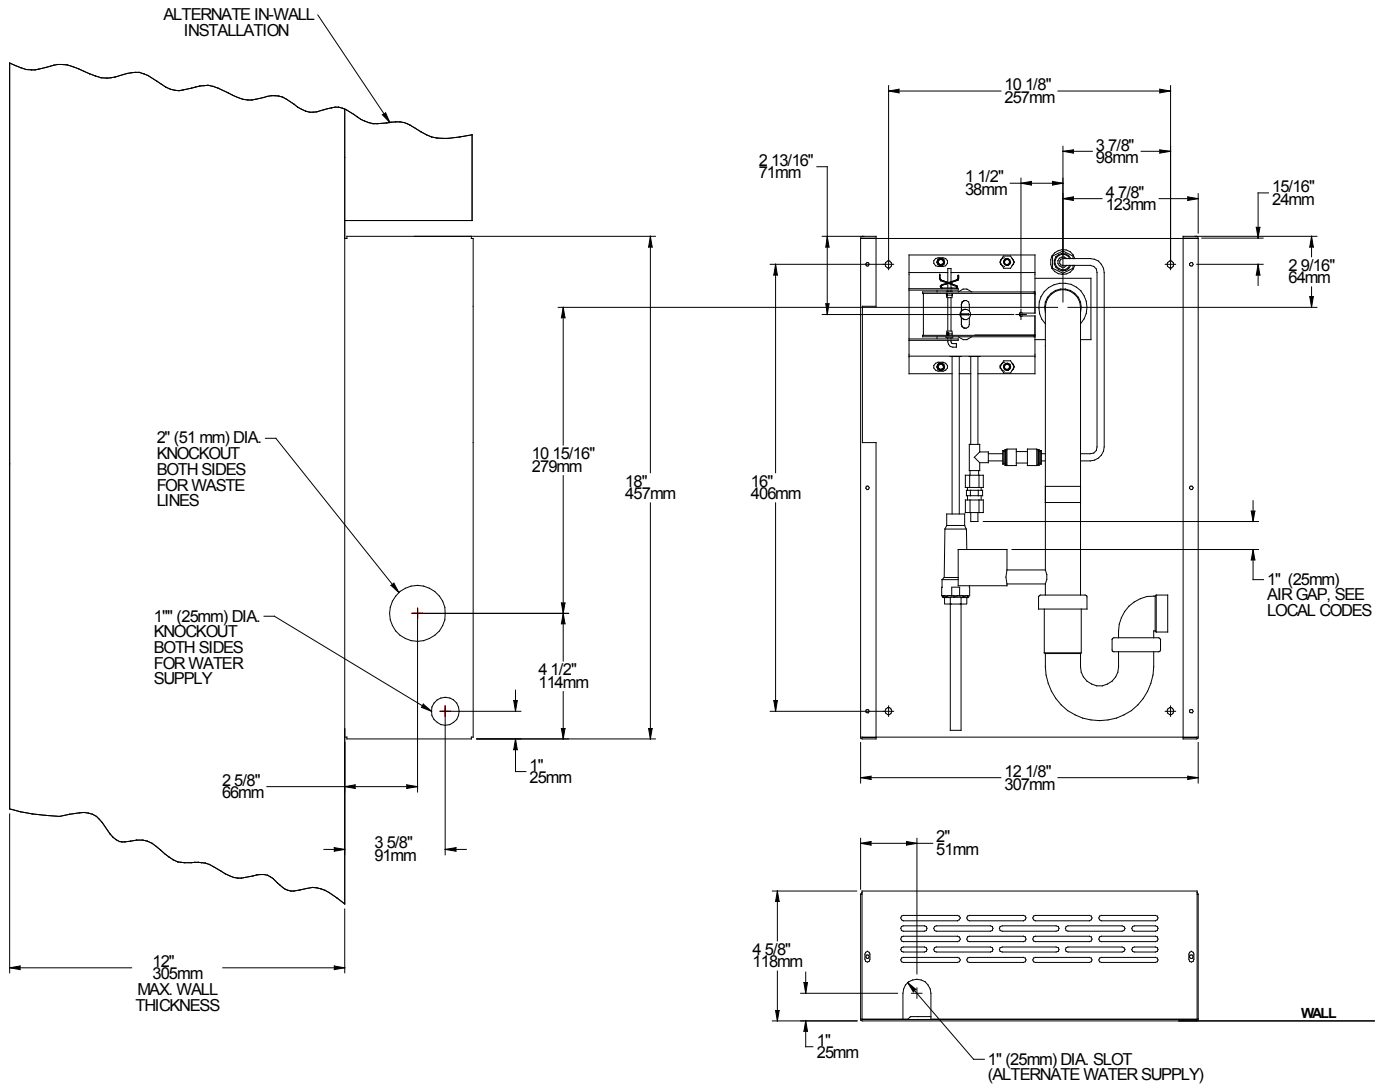 ALTERNATE IN-WALL
INSTALLATION
10 1/8"
257mm
3 7/8"
98mm
2 13/16"
71mm
1 1/2"
38mm
4 7/8"
123mm
15/16"
24mm
2 9/16"
64mm
2" (51 mm) DIA.
KNOCKOUT
BOTH SIDES
FOR WASTE
LINES
10 15/16"
279mm
18"
457mm
16"
406mm
1" (25mm)
AIR GAP, SEE
LOCAL CODES
1"" (25mm) DIA.
KNOCKOUT
BOTH SIDES
FOR WATER
SUPPLY
4 1/2"
114mm
1"
25mm
2 5/8"
66mm
3 5/8"
91mm
12 1/8"
307mm
2"
51mm
4 5/8"
118mm
12"
305mm
MAX. WALL
THICKNESS
WALL
1"
25mm
1" (25mm) DIA. SLOT
(ALTERNATE WATER SUPPLY)